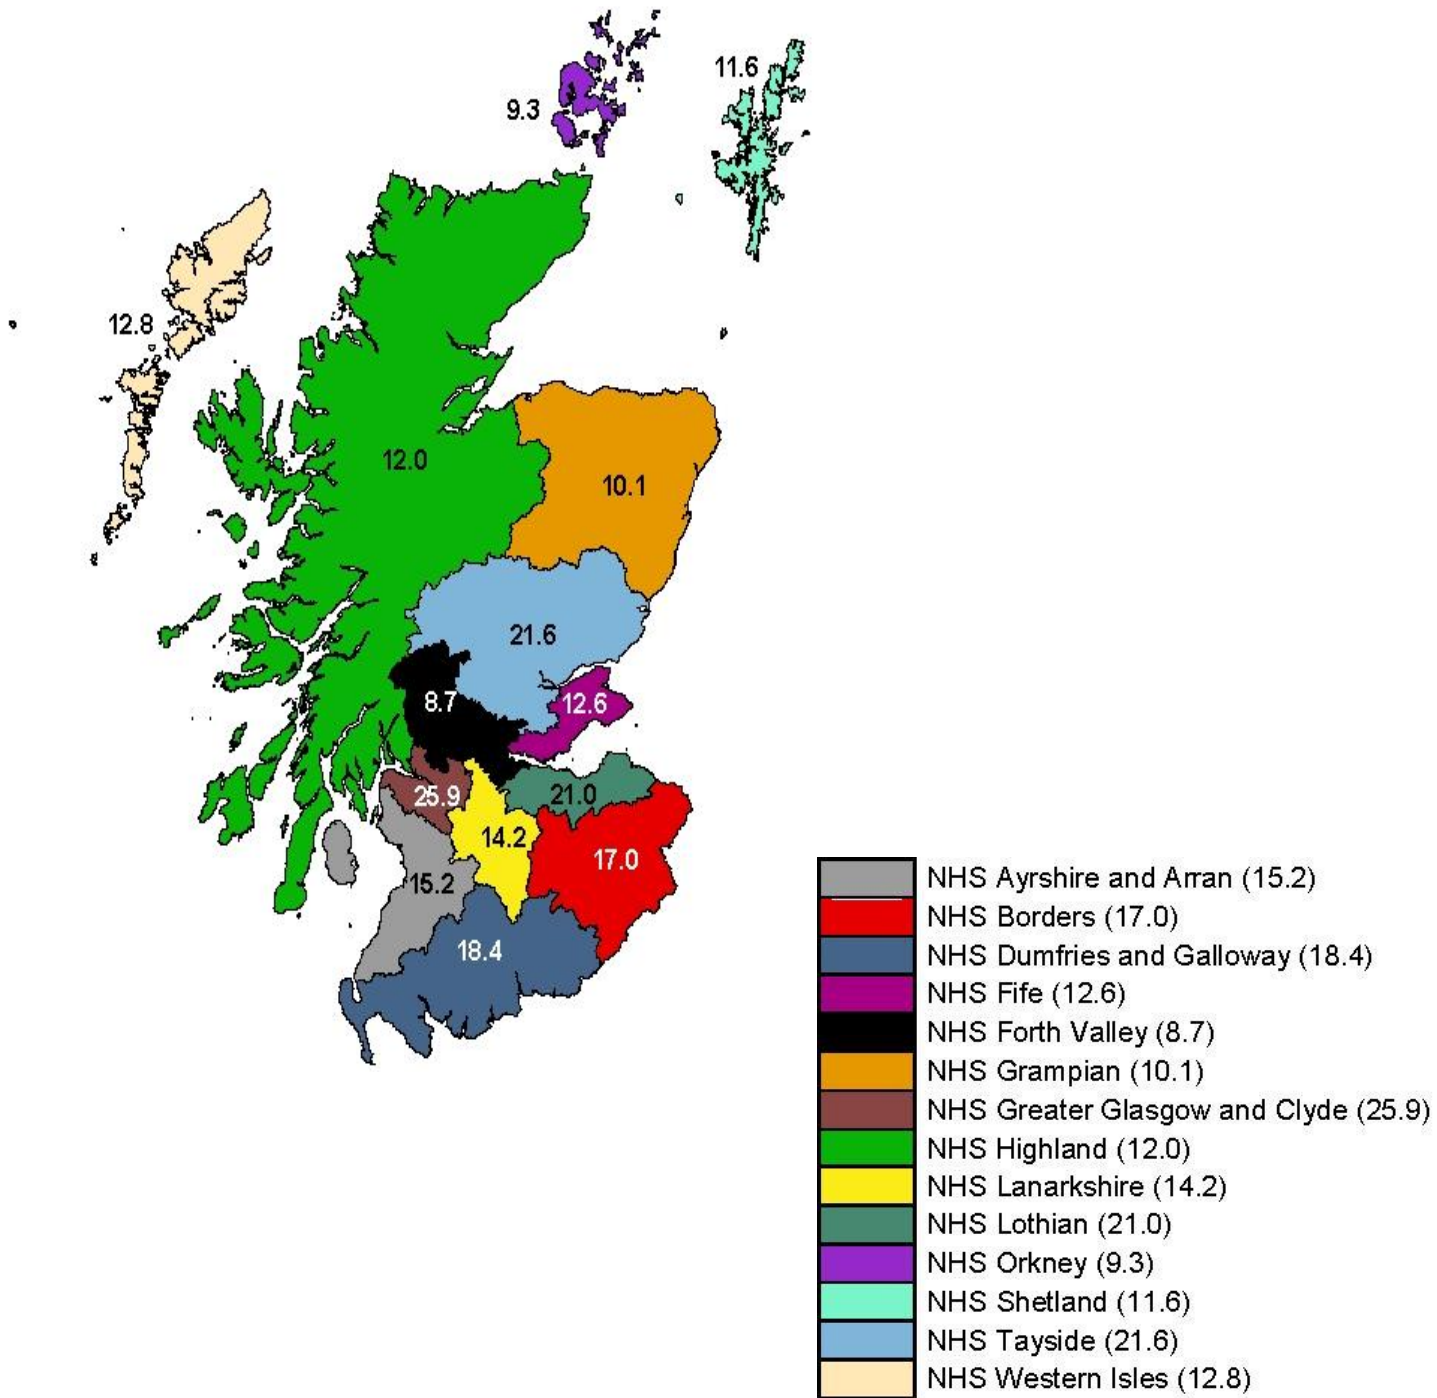 11.6
9.3
12.8
12.0
10.1
21.6
8.7
12.6
25.9
21.0
14.2
17.0
15.2
18.4
NHS Ayrshire and Arran (15.2)
NHS Borders (17.0)
NHS Dumfries and Galloway (18.4)
NHS Fife (12.6)
NHS Forth Valley (8.7)
NHS Grampian (10.1)
NHS Greater Glasgow and Clyde (25.9)
NHS Highland (12.0)
NHS Lanarkshire (14.2)
NHS Lothian (21.0)
NHS Orkney (9.3)
NHS Shetland (11.6)
NHS Tayside (21.6)
NHS Western Isles (12.8)